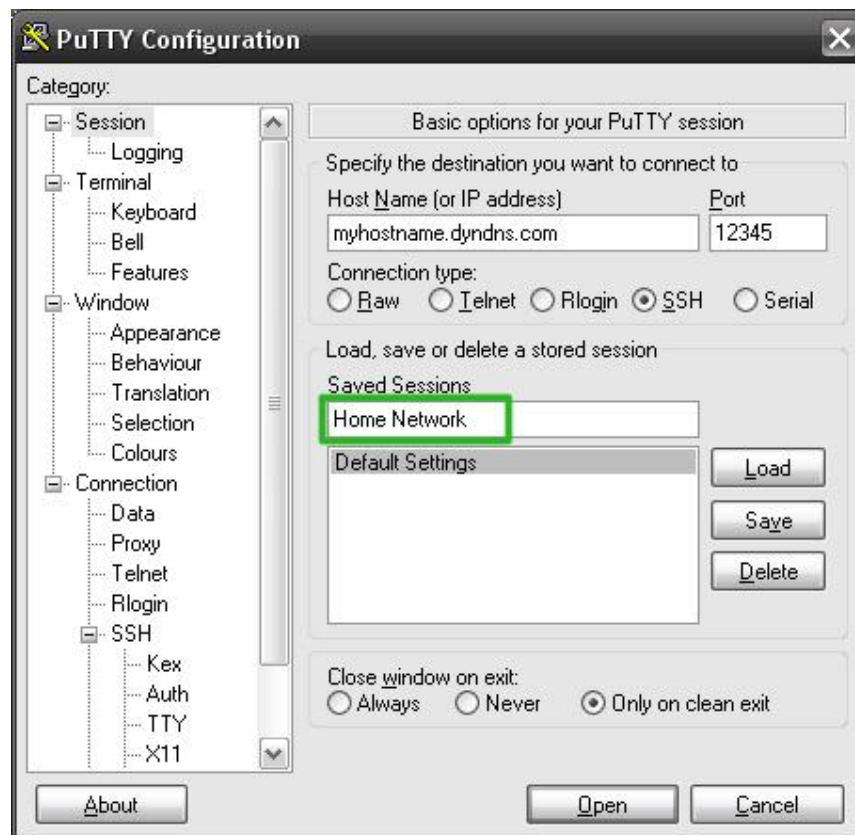 PuTTY Configuration
Category:
Session
Logging
Terminal
Keyboard
Bell
Features
Window
Appearance
Behaviour
Translation
Selection
Colours
Connection
Data
Proxy
Telnet
Rlogin
SSH
Kex
Auth
TTY
X11
Basic options for your PuTTY session
Specify the destination you want to connect to
Host Name (or IP address) Port
myhostname.dyndns.com 12345
Connection type:
Raw Telnet Rlogin SSH Serial
Load, save or delete a stored session
Saved Sessions
Home Network
Default Settings
Load
Save
Delete
Close window on exit:
Always Never Only on clean exit
About Open Cancel